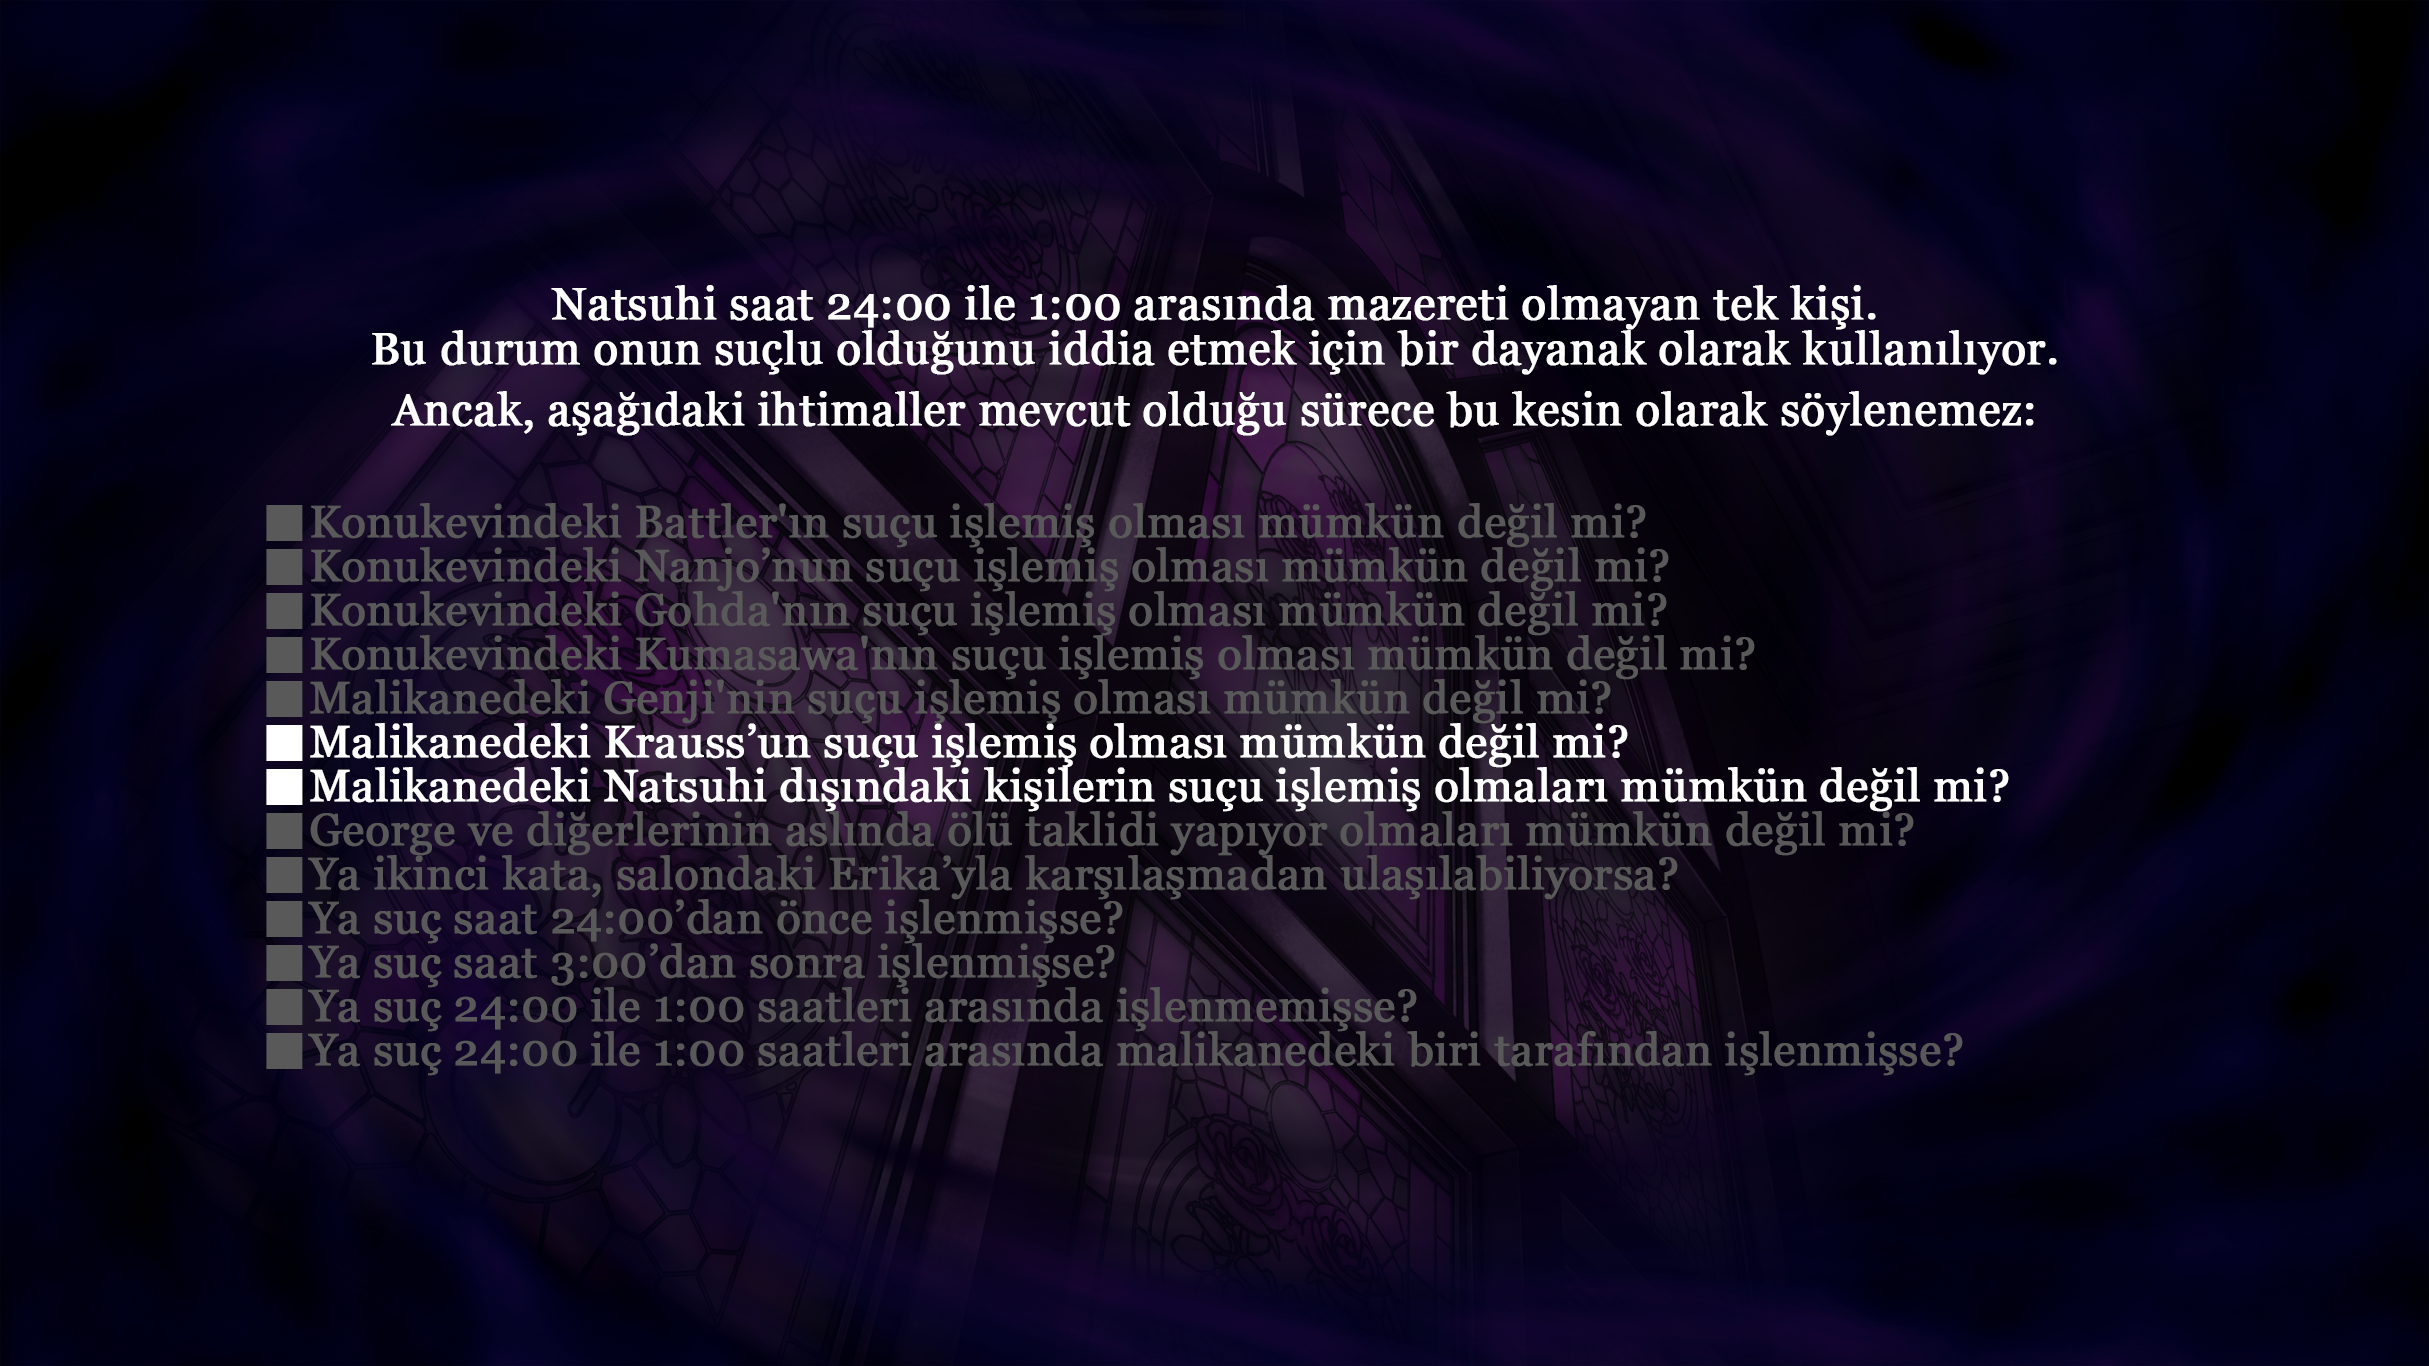 Natsuhi saat 24:00 ile 1:00 arasında mazereti olmayan tek kişi.
Bu durum onun suçlu olduğunu iddia etmek için bir dayanak olarak kullanılıyor.
Ancak, aşağıdaki ihtimaller mevcut olduğu sürece bu kesin olarak söylenemez:
■Konukevindeki Battler'ın suçu işlemiş olması mümkün değil mi?
■Konukevindeki Nanjo’nun suçu işlemiş olması mümkün değil mi?
■Konukevindeki Gohda'nın suçu işlemiş olması mümkün değil mi?
■Konukevindeki Kumasawa'nın suçu işlemiş olması mümkün değil mi?
■Malikanedeki Genji'nin suçu işlemiş olması mümkün değil mi?
■Malikanedeki Krauss’un suçu işlemiş olması mümkün değil mi?
■Malikanedeki Natsuhi dışındaki kişilerin suçu işlemiş olmaları mümkün değil mi?
■George ve diğerlerinin aslında ölü taklidi yapıyor olmaları mümkün değil mi?
■Ya ikinci kata, salondaki Erika’yla karşılaşmadan ulaşılabiliyorsa?
■Ya suç saat 24:00’dan önce işlenmişse?
■Ya suç saat 3:00’dan sonra işlenmişse?
■Ya suç 24:00 ile 1:00 saatleri arasında işlenmemişse?
■Ya suç 24:00 ile 1:00 saatleri arasında malikanedeki biri tarafından işlenmişse?